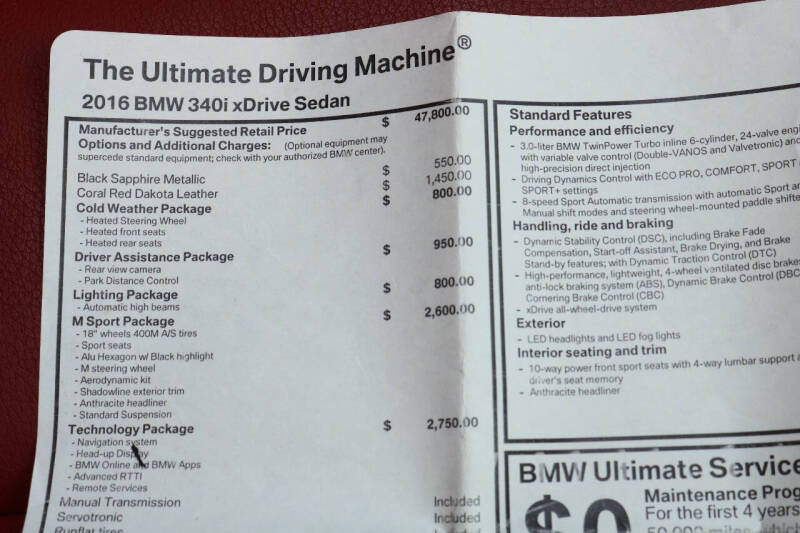 The Ultimate Driving Machine®
2016 BMW 340i xDrive Sedan
Manufacturer's Suggested Retail Price $ 47,800.00
Options and Additional Charges: (Optional equipment may
supercede standard equipment; check with your authorized BMW center).
Black Sapphire Metallic $ 550.00
Coral Red Dakota Leather $ 1,450.00
Cold Weather Package $ 800.00
- Heated Steering Wheel
- Heated front seats
- Heated rear seats
Driver Assistance Package $ 950.00
- Rear view camera
- Park Distance Control
Lighting Package $ 800.00
- Automatic high beams
M Sport Package $ 2,600.00
- 18" wheels 400M A/S tires
- Sport seats
- Alu Hexagon w/ Black highlight
- M steering wheel
- Aerodynamic kit
- Shadowline exterior trim
- Anthracite headliner
- Standard Suspension
Technology Package $ 2,750.00
- Navigation system
- Head-up Display
- BMW Online and BMW Apps
- Advanced RTTI
- Remote Services
Manual Transmission Included
Servotronic Included
Runflat tires
Standard Features
Performance and efficiency
- 3.0-liter BMW TwinPower Turbo inline 6-cylinder, 24-valve
with variable valve control (Double-VANOS and Valvetronic) and
high-precision direct injection
- Driving Dynamics Control with ECO PRO, COMFORT, SPORT
SPORT+ settings
- 8-speed Sport Automatic transmission with automatic Sport
Manual shift modes and steering wheel-mounted paddle
Handling, ride and braking
- Dynamic Stability Control (DSC), including Brake Fade
Compensation, Start-off Assistant, Brake Drying, and Brake
Stand-by features; with Dynamic Traction Control (DTC)
- High-performance, lightweight, 4-wheel ventilated disc
anti-lock braking system (ABS), Dynamic Brake Control (DBC
Cornering Brake Control (CBC)
- xDrive all-wheel-drive system
Exterior
- LED headlights and LED fog lights
Interior seating and trim
- 10-way power front sport seats with 4-way lumbar support
driver's seat memory
- Anthracite headliner
BMW Ultimate Service
$0 Maintenance
For the first 4 years
50,000 miles,